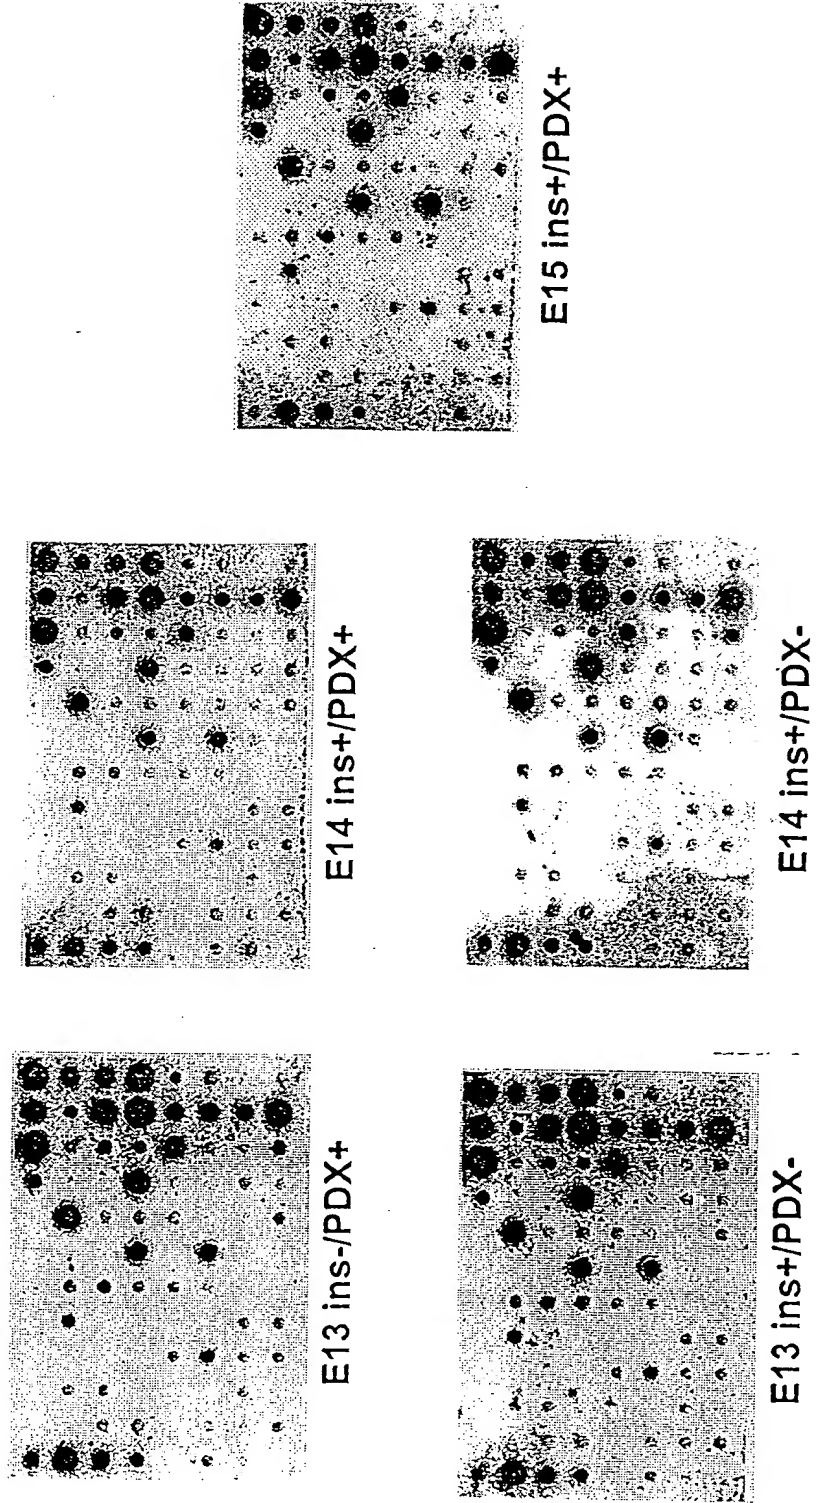 E13 ins-/PDX+
E14 ins+/PDX+
E15 ins+/PDX+
E13 ins+/PDX-
E14 ins+/PDX-